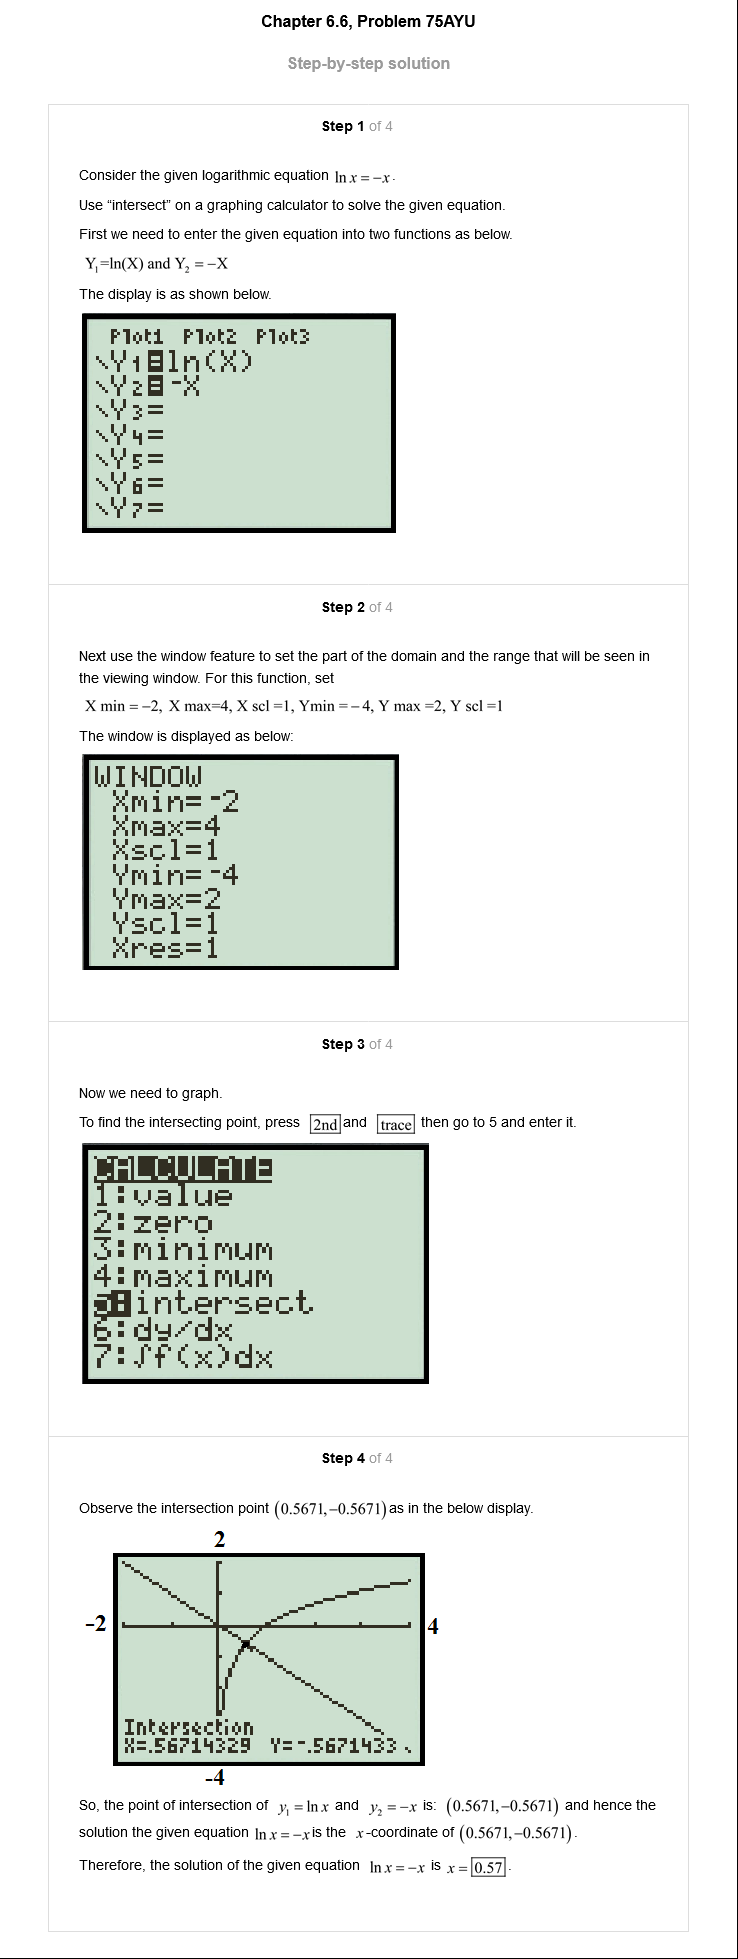 Chapter 6.6, Problem 75AYU
Step-by-step solution
Step 1 of 4
Consider the given logarithmic equation ln x = −x.
Use “intersect” on a graphing calculator to solve the given equation.
First we need to enter the given equation into two functions as below.
Y₁=ln(X) and Y₂ = −X
The display is as shown below.
Plot1 Plot2 Plot3
\Y1=ln(X)
\Y2=-X
\Y3=
\Y4=
\Y5=
\Y6=
\Y7=
Step 2 of 4
Next use the window feature to set the part of the domain and the range that will be seen in
the viewing window. For this function, set
X min = −2, X max=4, X scl =1, Ymin = − 4, Y max =2, Y scl =1
The window is displayed as below:
WINDOW
Xmin=-2
Xmax=4
Xscl=1
Ymin=-4
Ymax=2
Yscl=1
Xres=1
Step 3 of 4
Now we need to graph.
To find the intersecting point, press 2nd and trace then go to 5 and enter it.
CALCULATE
1:value
2:zero
3:minimum
4:maximum
5:intersect
6:dy/dx
7:∫f(x)dx
Step 4 of 4
Observe the intersection point (0.5671,−0.5671) as in the below display.
2
−2
4
Intersection
X=.56714329 Y=-.5671433
-4
So, the point of intersection of y₁ = ln x and y₂ = −x is: (0.5671,−0.5671) and hence the
solution the given equation ln x = −x is the x-coordinate of (0.5671,−0.5671).
Therefore, the solution of the given equation ln x = −x is x = 0.57.